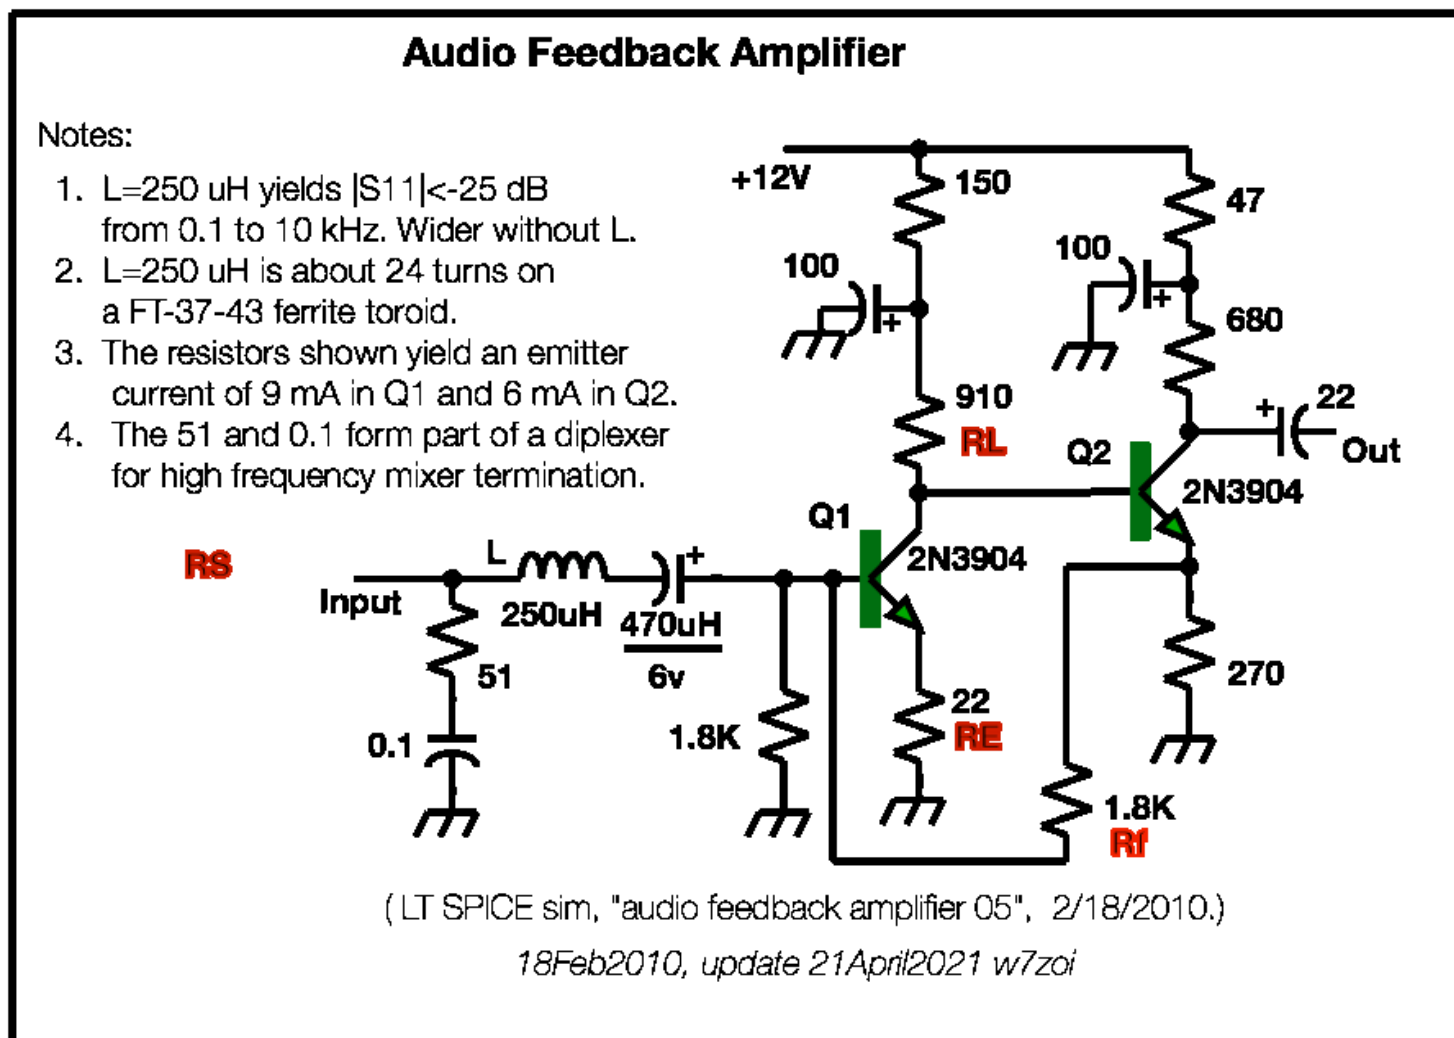 Audio Feedback Amplifier
Notes:
1. L=250 uH yields |S11|<-25 dB
from 0.1 to 10 kHz. Wider without L.
2. L=250 uH is about 24 turns on
a FT-37-43 ferrite toroid.
3. The resistors shown yield an emitter
current of 9 mA in Q1 and 6 mA in Q2.
4. The 51 and 0.1 form part of a diplexer
for high frequency mixer termination.
+12V
150
47
100
+
100
+
680
910
RL
+
22
Out
Q2
2N3904
Q1
2N3904
RS
Input
L
250uH
+
470uH
6v
51
0.1
1.8K
22
RE
270
1.8K
Rf
( LT SPICE sim, "audio feedback amplifier 05", 2/18/2010.)
18Feb2010, update 21April2021 w7zoi